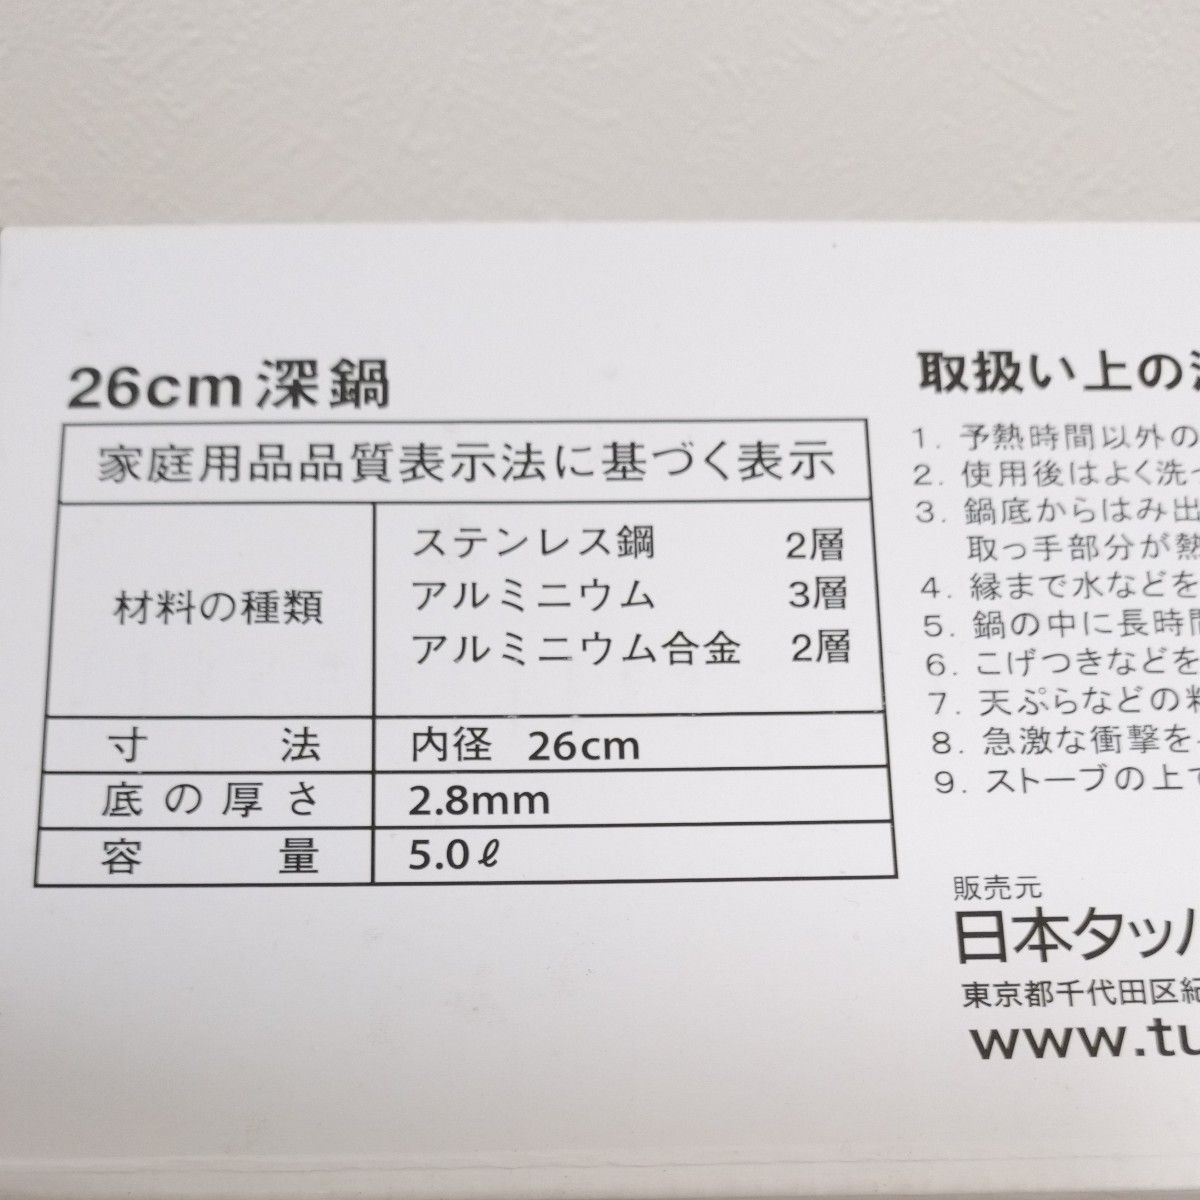 26cm深鍋
家庭用品品質表示法に基づく表示
材料の種類
ステンレス鋼 2層
アルミニウム 3層
アルミニウム合金 2層
寸法 内径 26cm
底の厚さ 2.8mm
容量 5.0ℓ
取扱い上の
1. 予熱時間以外の
2. 使用後はよく洗
3. 鍋底からはみ出
取っ手部分が熱
4. 縁まで水などを
5. 鍋の中に長時間
6. こげつきなどを
7. 天ぷらなどの
8. 急激な衝撃を
9. ストーブの上で
販売元
日本タッパ
東京都千代田区紀
www.tu